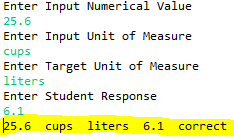 Enter Input Numerical Value
25.6
Enter Input Unit of Measure
cups
Enter Target Unit of Measure
liters
Enter Student Response
6.1
25.6 cups liters 6.1 correct